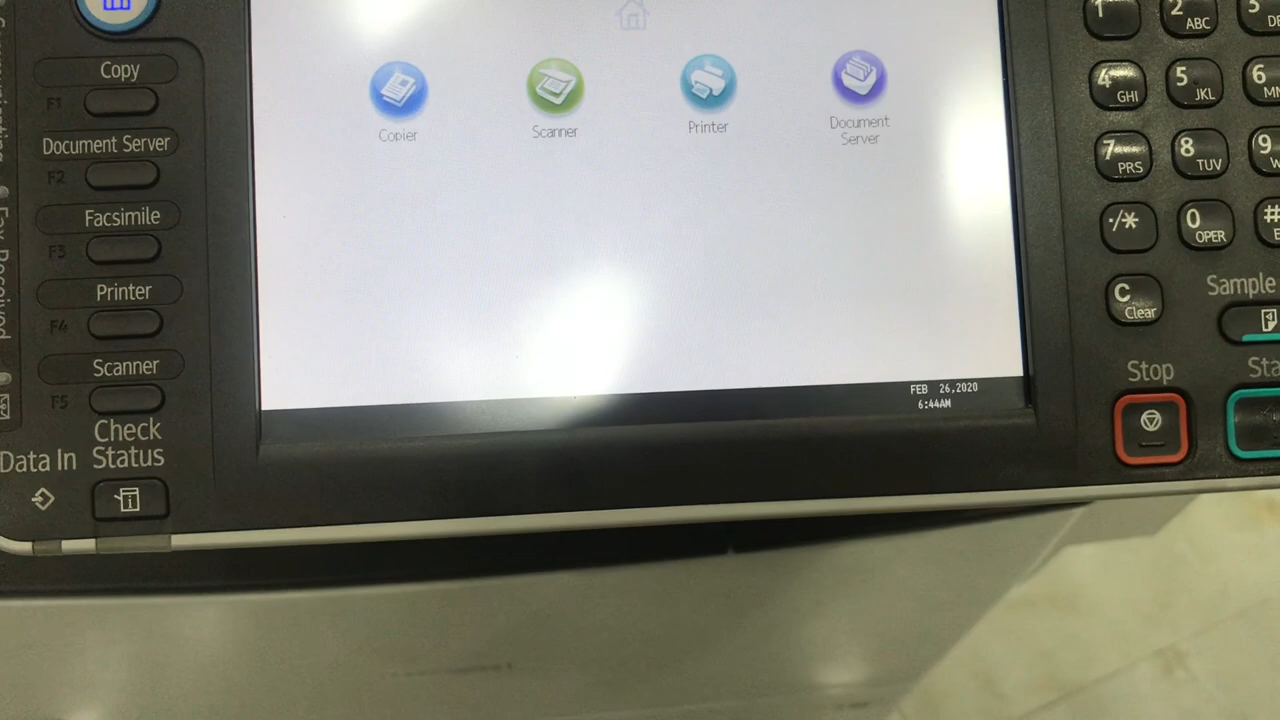 Copy
F1
Document Server
F2
Facsimile
F3
Printer
F4
Scanner
F5
Check
Status
Data In
Copier
Scanner
Printer
Document
Server
FEB 26,2020
6:44AM
1
2 ABC
3
4 GHI
5 JKL
6
7 PRS
8 TUV
9
·/*
0 OPER
#
C Clear
Sample
Stop